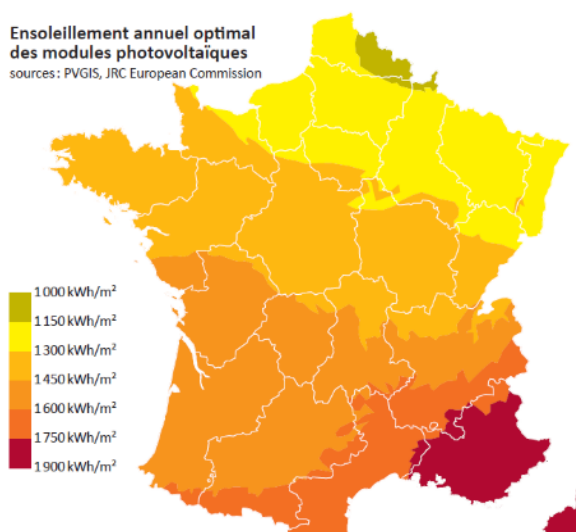 Ensoleillement annuel optimal
des modules photovoltaïques
sources : PVGIS, JRC European Commission
1000 kWh/m²
1150 kWh/m²
1300 kWh/m²
1450 kWh/m²
1600 kWh/m²
1750 kWh/m²
1900 kWh/m²